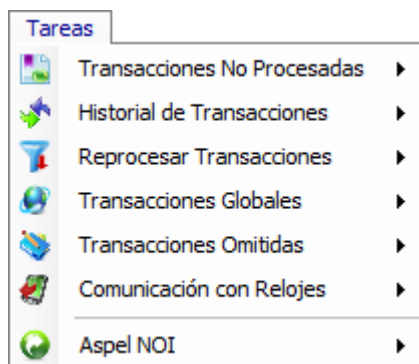 Tareas
Transacciones No Procesadas
Historial de Transacciones
Reprocesar Transacciones
Transacciones Globales
Transacciones Omitidas
Comunicación con Relojes
Aspel NOI